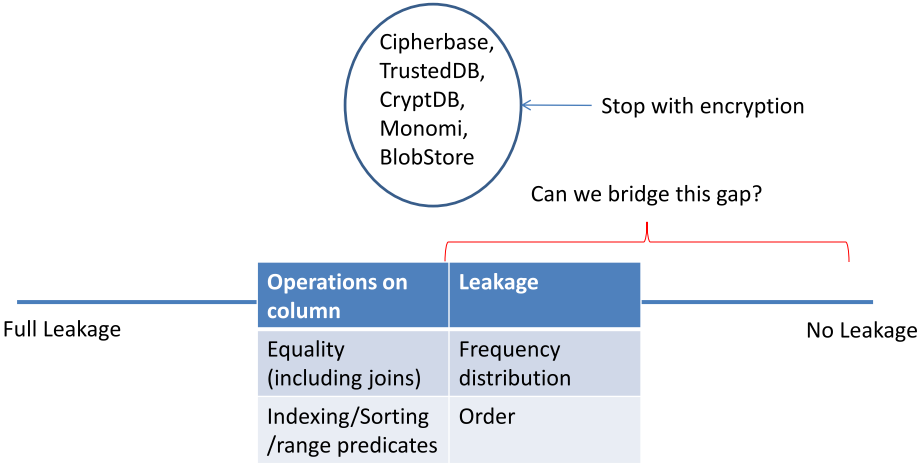 Cipherbase,
TrustedDB,
CryptDB,
Monomi,
BlobStore
Stop with encryption
Can we bridge this gap?
Operations on
column
Leakage
Full Leakage
No Leakage
Equality
(including joins)
Frequency
distribution
Indexing/Sorting
/range predicates
Order